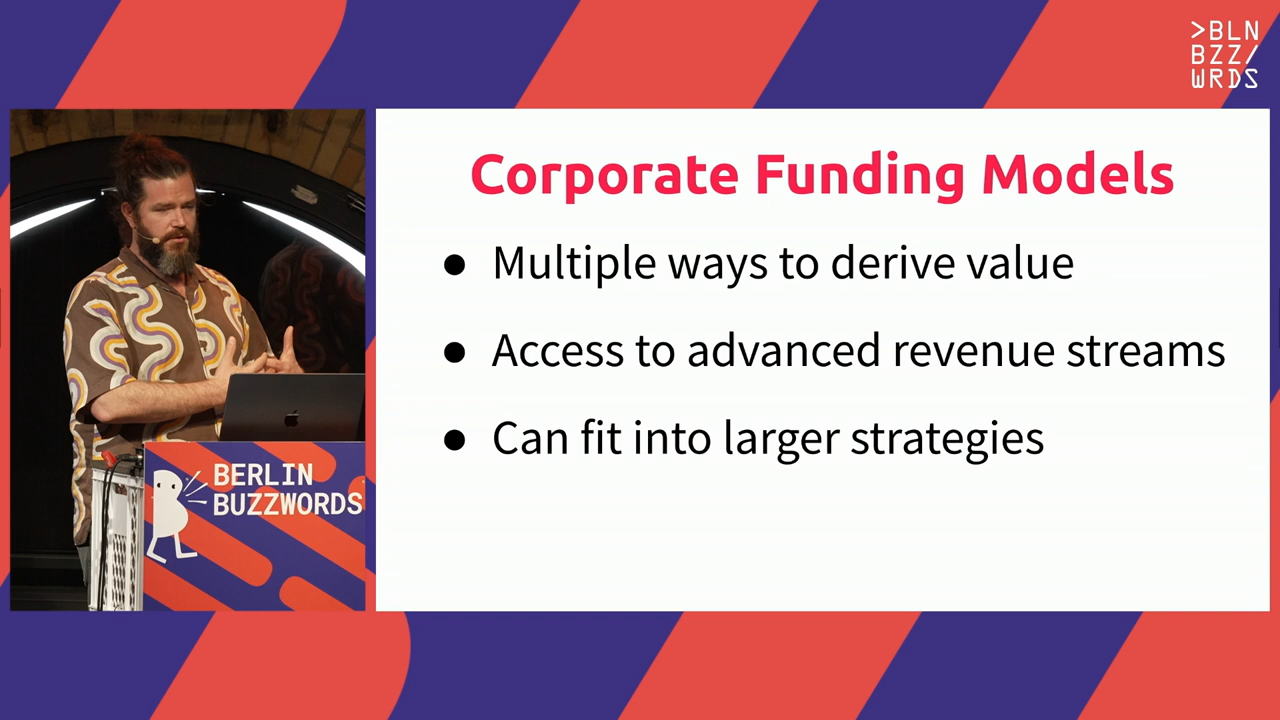 >BLN
BZZ/
WRDS
Corporate Funding Models
● Multiple ways to derive value
● Access to advanced revenue streams
● Can fit into larger strategies
BERLIN
BUZZWORDS